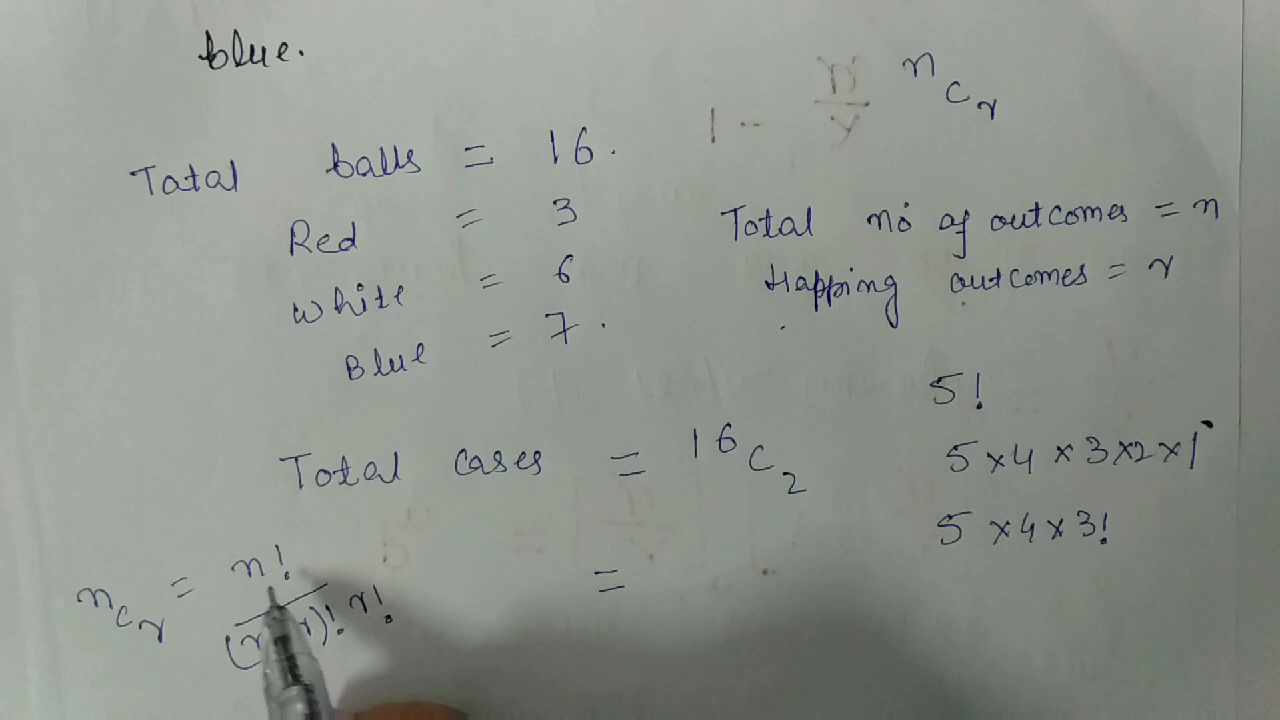 blue.
nCr
Tatal balls = 16.
Red = 3
White = 6
Blue = 7.
Total no of outcomes = n
Happing outcomes = r
5!
5×4×3×2×1
5×4×3!
Total cases = 16C2
nCr = n!
( r)! r!
=